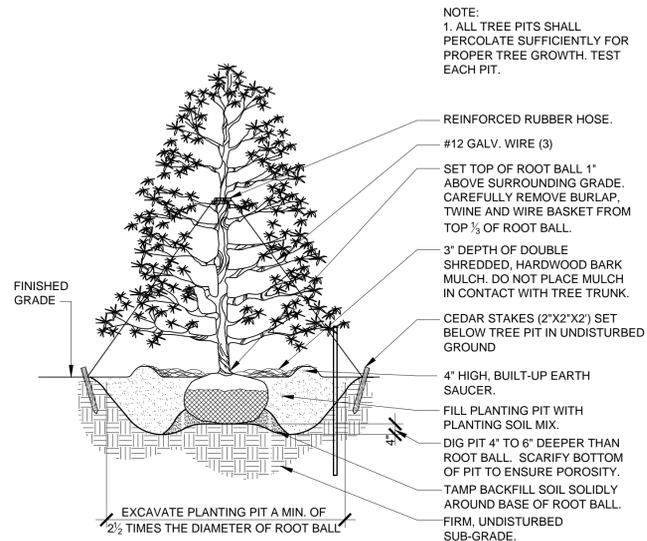 NOTE:
1. ALL TREE PITS SHALL
PERCOLATE SUFFICIENTLY FOR
PROPER TREE GROWTH. TEST
EACH PIT.
REINFORCED RUBBER HOSE.
#12 GALV. WIRE (3)
SET TOP OF ROOT BALL 1"
ABOVE SURROUNDING GRADE.
CAREFULLY REMOVE BURLAP,
TWINE AND WIRE BASKET FROM
TOP ⅓ OF ROOT BALL.
3" DEPTH OF DOUBLE
SHREDDED, HARDWOOD BARK
MULCH. DO NOT PLACE MULCH
IN CONTACT WITH TREE TRUNK.
FINISHED
GRADE
CEDAR STAKES (2"X2"X2') SET
BELOW TREE PIT IN UNDISTURBED
GROUND
4" HIGH, BUILT-UP EARTH
SAUCER.
FILL PLANTING PIT WITH
PLANTING SOIL MIX.
4"
DIG PIT 4" TO 6" DEEPER THAN
ROOT BALL. SCARIFY BOTTOM
OF PIT TO ENSURE POROSITY.
TAMP BACKFILL SOIL SOLIDLY
AROUND BASE OF ROOT BALL.
FIRM, UNDISTURBED
SUB-GRADE.
EXCAVATE PLANTING PIT A MIN. OF
2½ TIMES THE DIAMETER OF ROOT BALL